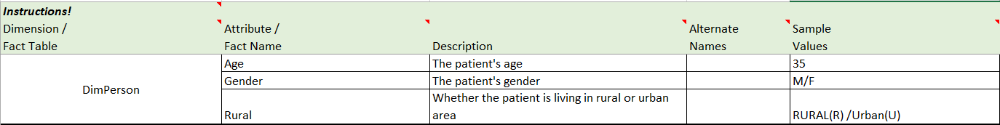 Instructions!
Dimension / Attribute / Alternate Sample
Fact Table Fact Name Description Names Values
Age The patient's age 35
DimPerson Gender The patient's gender M/F
Whether the patient is living in rural or urban
Rural area RURAL(R) /Urban(U)